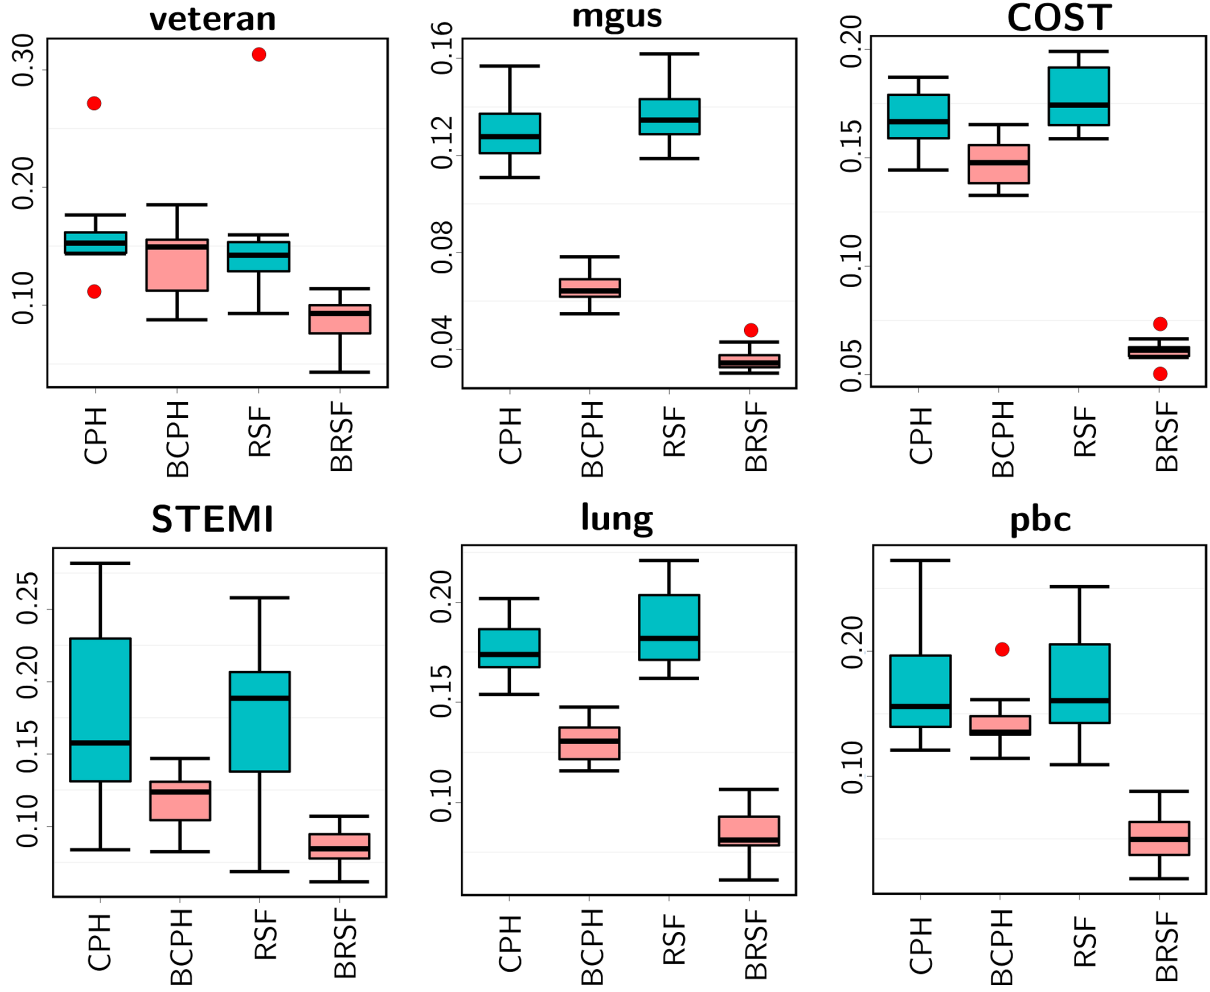 veteran
0.30
0.20
0.10
CPH
BCPH
RSF
BRSF
mgus
0.16
0.12
0.08
0.04
CPH
BCPH
RSF
BRSF
COST
0.20
0.15
0.10
0.05
CPH
BCPH
RSF
BRSF
STEMI
0.25
0.20
0.15
0.10
CPH
BCPH
RSF
BRSF
lung
0.20
0.15
0.10
CPH
BCPH
RSF
BRSF
pbc
0.20
0.10
CPH
BCPH
RSF
BRSF